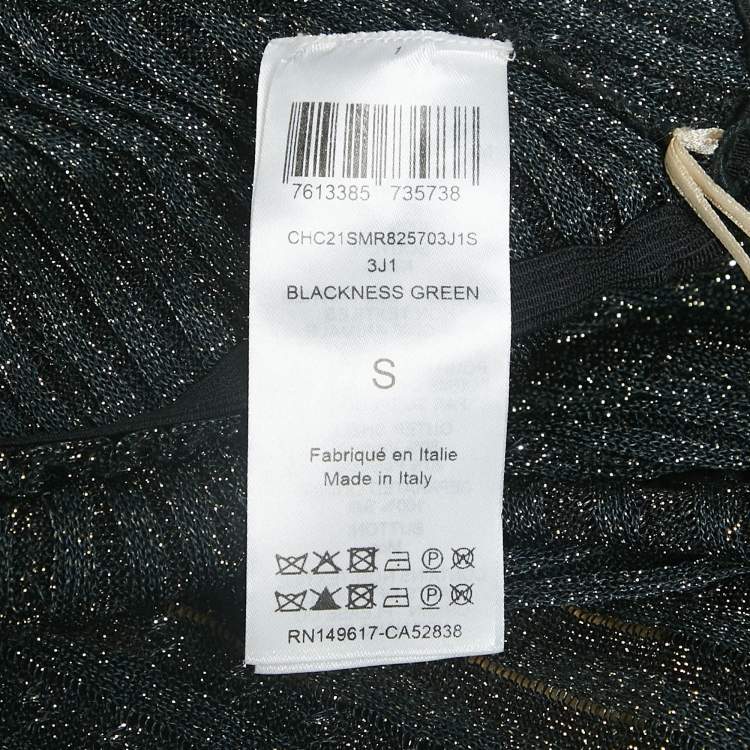 7613385 735738
CHC21SMR825703J1S
3J1
BLACKNESS GREEN
S
Fabriqué en Italie
Made in Italy
P
P
RN149617-CA52838